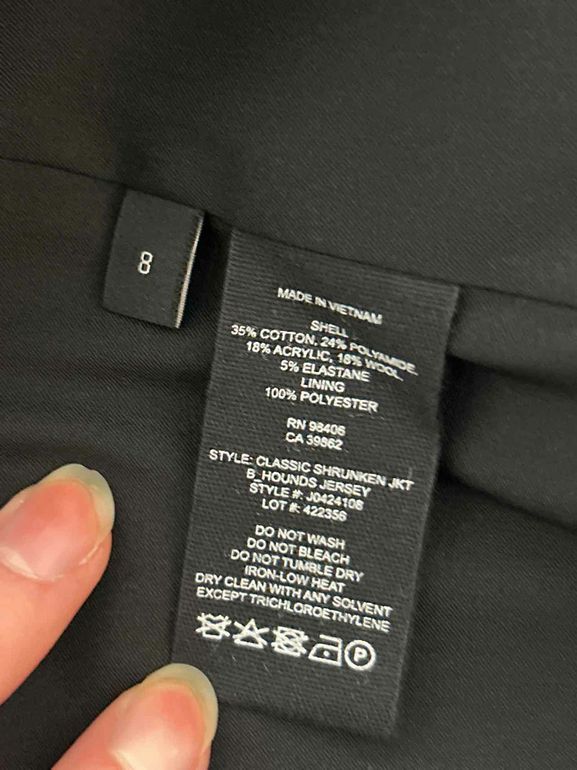 8
MADE IN VIETNAM
SHELL
35% COTTON, 24% POLYAMIDE,
18% ACRYLIC, 18% WOOL,
5% ELASTANE
LINING
100% POLYESTER
RN 98406
CA 39862
STYLE: CLASSIC SHRUNKEN JKT
B_HOUNDS JERSEY
STYLE #: J0424108
LOT #: 422356
DO NOT WASH
DO NOT BLEACH
DO NOT TUMBLE DRY
IRON-LOW HEAT
DRY CLEAN WITH ANY SOLVENT
EXCEPT TRICHLOROETHYLENE
P